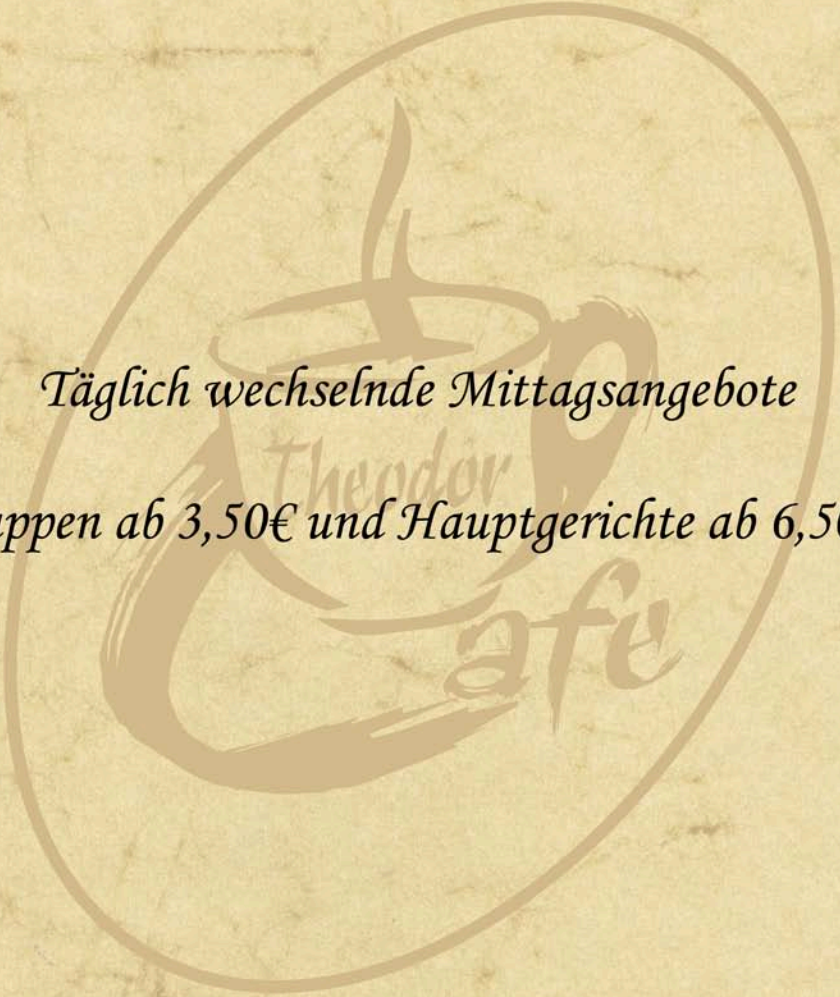 Täglich wechselnde Mittagsangebote
Theodor
ab 3,50€ und Hauptgerichte ab
Cafe